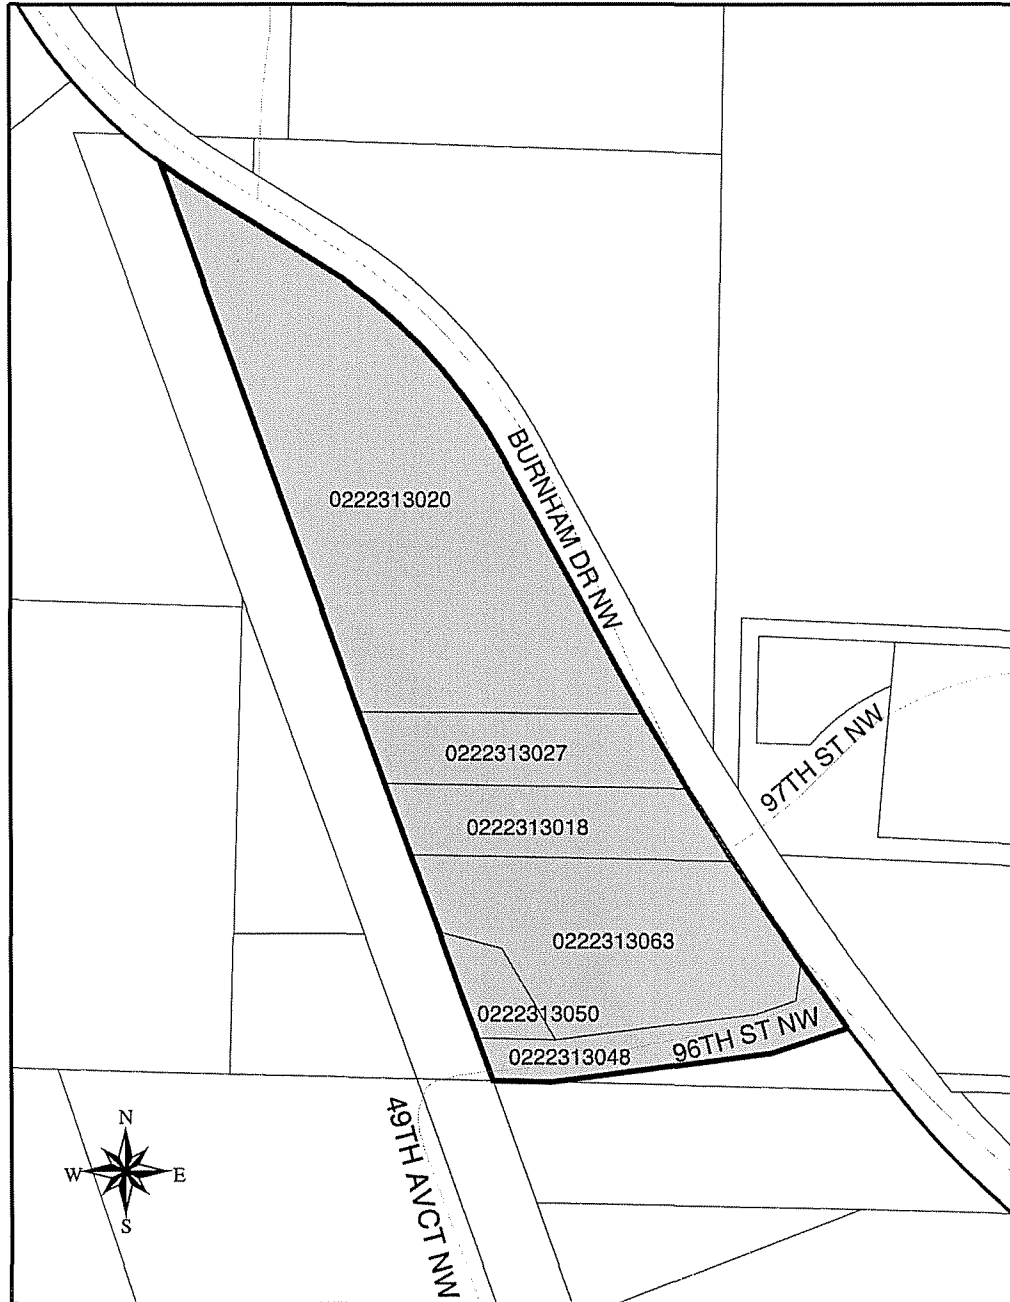 BURNHAM DR NW
0222313020
0222313027
97TH ST NW
0222313018
0222313063
0222313050
96TH ST NW
0222313048
49TH AVCT NW
N
W E
S